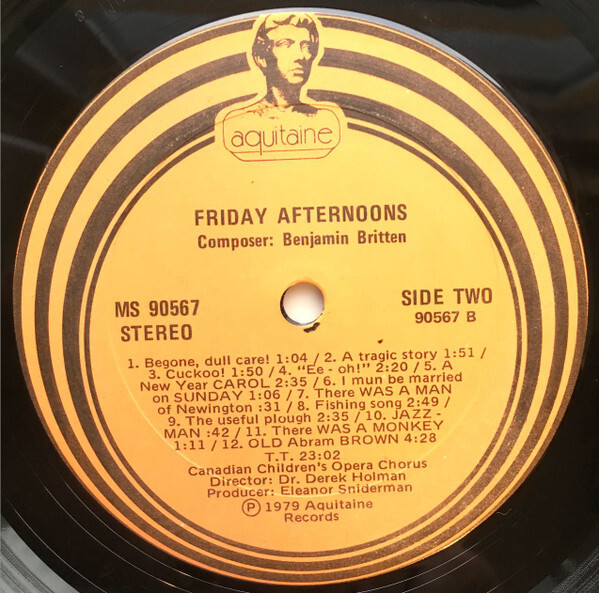 aquitaine
FRIDAY AFTERNOONS
Composer: Benjamin Britten
MS 90567
STEREO
SIDE TWO
90567 B
1. Begone, dull care! 1:04 / 2. A tragic story 1:51 /
3. Cuckoo! 1:50 / 4. "Ee - oh!" 2:20 / 5. A
New Year CAROL 2:35 / 6. I mun be married
on SUNDAY 1:06 / 7. There WAS A MAN
of Newington :31 / 8. Fishing song 2:49 /
9. The useful plough 2:35 / 10. JAZZ -
MAN :42 / 11. There WAS A MONKEY
1:11 / 12. OLD Abram BROWN 4:28
T.T. 23:02
Canadian Children's Opera Chorus
Director: Dr. Derek Holman
Producer: Eleanor Sniderman
Ⓟ 1979 Aquitaine
Records